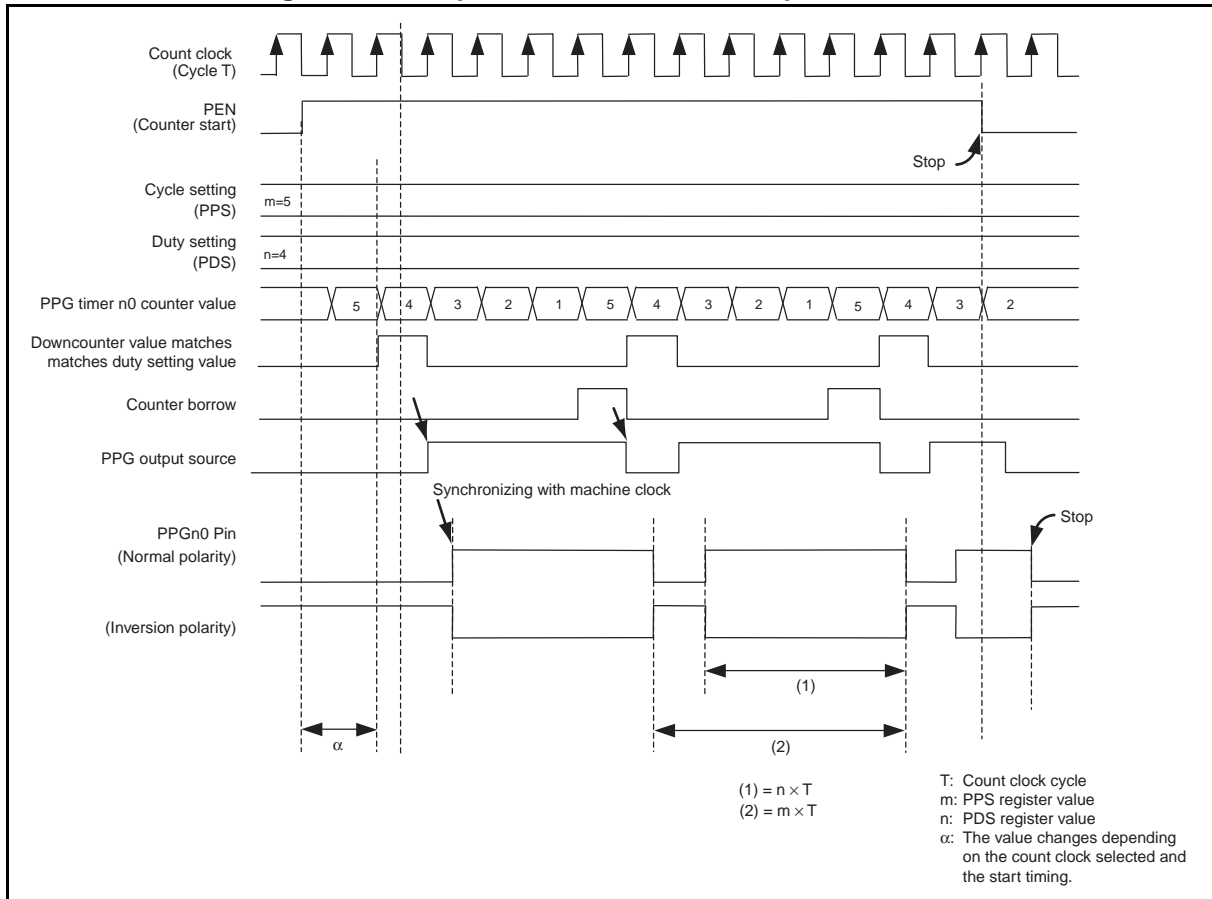 Count clock
(Cycle T)
PEN
(Counter start)
Stop
Cycle setting
(PPS)
m=5
Duty setting
(PDS)
n=4
PPG timer n0 counter value
5 4 3 2 1 5 4 3 2 1 5 4 3 2
Downcounter value matches
matches duty setting value
Counter borrow
PPG output source
Synchronizing with machine clock
PPGn0 Pin
(Normal polarity)
Stop
(Inversion polarity)
(1)
α
(2)
(1) = n × T
(2) = m × T
T: Count clock cycle
m: PPS register value
n: PDS register value
α: The value changes depending
on the count clock selected and
the start timing.